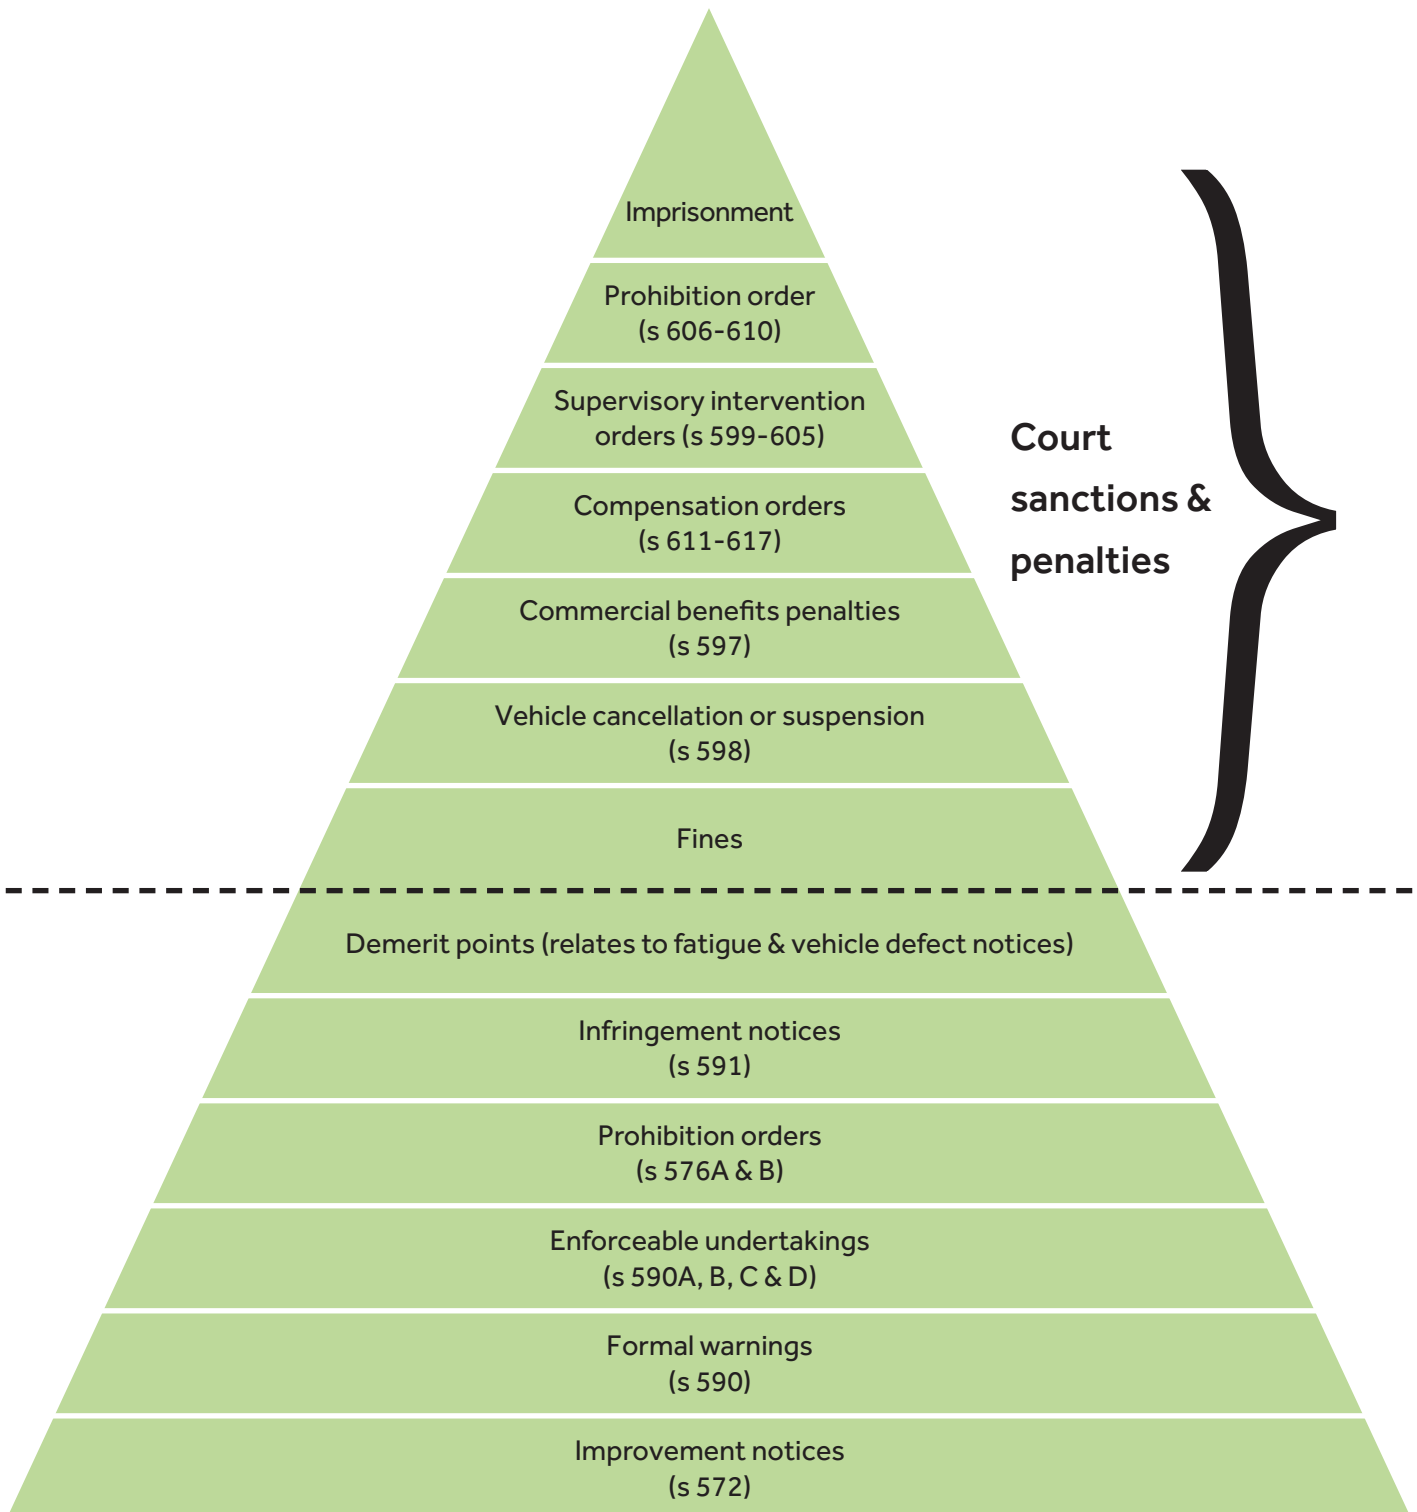 Imprisonment
Prohibition order
(s 606-610)
Supervisory intervention
orders (s 599-605)
Compensation orders
(s 611-617)
Commercial benefits penalties
(s 597)
Vehicle cancellation or suspension
(s 598)
Fines
Court
sanctions &
penalties
Demerit points (relates to fatigue & vehicle defect notices)
Infringement notices
(s 591)
Prohibition orders
(s 576A & B)
Enforceable undertakings
(s 590A, B, C & D)
Formal warnings
(s 590)
Improvement notices
(s 572)